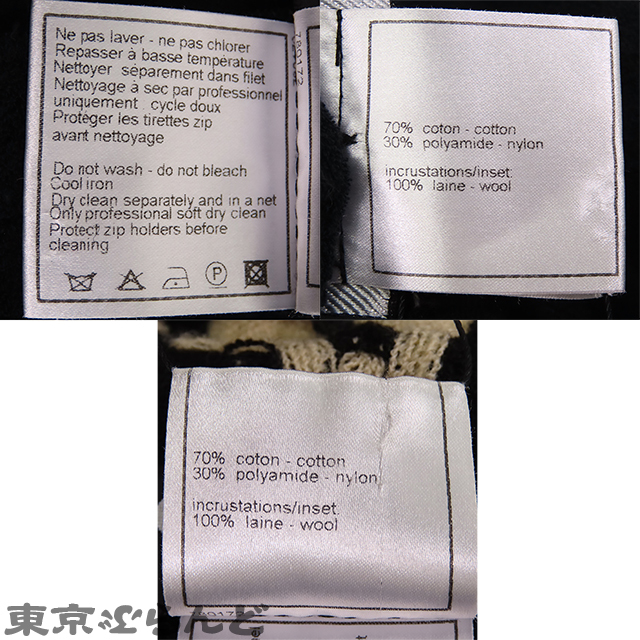 Ne pas laver - ne pas chlorer
Repasser à basse température
Nettoyer séparement dans filet
Nettoyage à sec par professionnel
uniquement : cycle doux
Protèger les tirettes zip
avant nettoyage
Do not wash - do not bleach
Cool iron
Dry clean separately and in a net
Only professional soft dry clean
Protect zip holders before
cleaning
P
70% coton - cotton
30% polyamide - nylon
incrustations/inset:
100% laine - wool
70% coton - cotton
30% polyamide - nylon
incrustations/inset:
100% laine - wool
東京ぶらんど